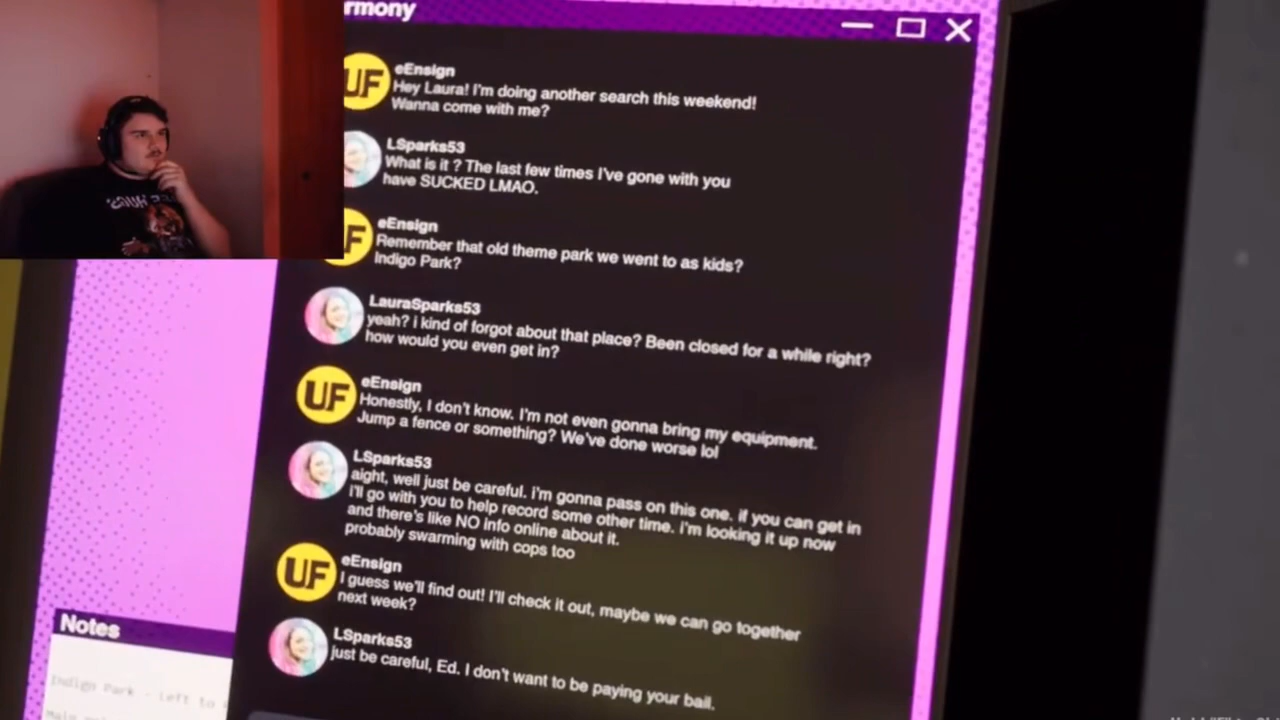 rmony
UF
eEnsign
Hey Laura! I'm doing another search this weekend!
Wanna come with me?
LSparks53
What is it ? The last few times I've gone with you
have SUCKED LMAO.
F
eEnsign
Remember that old theme park we went to as kids?
Indigo Park?
LauraSparks53
yeah? i kind of forgot about that place? Been closed for a while right?
how would you even get in?
UF
eEnsign
Honestly, I don't know. I'm not even gonna bring my equipment.
Jump a fence or something? We've done worse lol
LSparks53
aight, well just be careful. i'm gonna pass on this one. if you can get in
i'll go with you to help record some other time. i'm looking it up now
and there's like NO info online about it.
probably swarming with cops too
UF
eEnsign
I guess we'll find out! I'll check it out, maybe we can go together
next week?
LSparks53
just be careful, Ed. I don't want to be paying your bail.
Notes
Indigo Park - Left to
Main